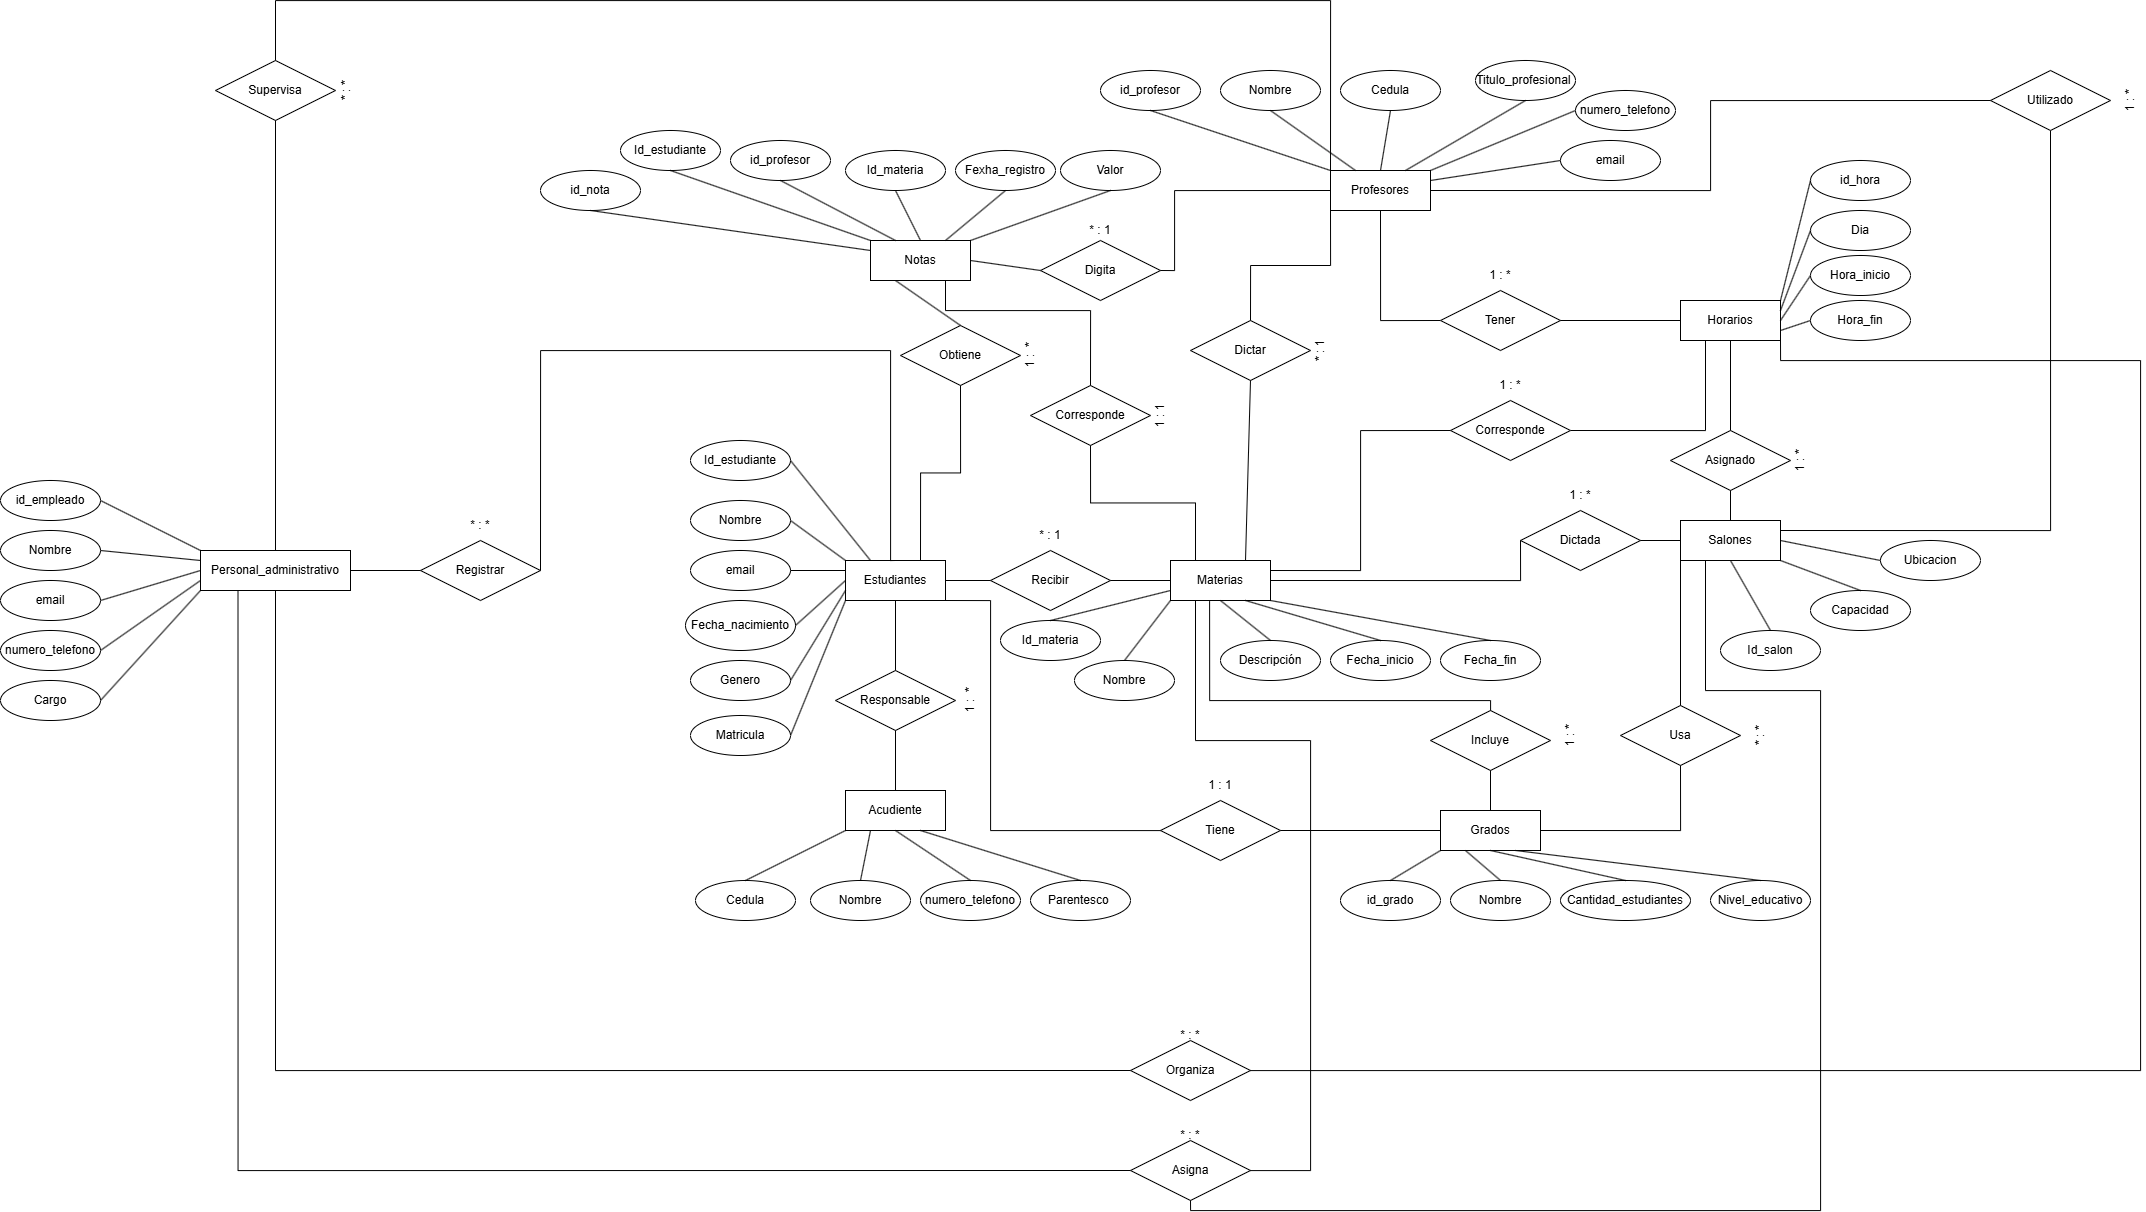 Supervisa
* : *
id_profesor
Nombre
Cedula
Titulo_profesional
numero_telefono
email
Utilizado
* : 1
Id_estudiante
id_profesor
Id_materia
Fexha_registro
Valor
id_nota
Profesores
id_hora
Dia
Hora_inicio
Hora_fin
* : 1
Notas
Digita
1 : *
Tener
Horarios
Obtiene
* : 1
Dictar
1 : *
Corresponde
1 : 1
1 : *
Corresponde
Asignado
* : 1
Id_estudiante
Nombre
email
Fecha_nacimiento
Genero
Matricula
id_empleado
Nombre
email
numero_telefono
Cargo
Personal_administrativo
* : *
Registrar
Estudiantes
* : 1
Recibir
Materias
1 : *
Dictada
Salones
Ubicacion
Capacidad
Id_salon
Id_materia
Nombre
Descripción
Fecha_inicio
Fecha_fin
Responsable
* : 1
Incluye
* : 1
Usa
* : *
Acudiente
1 : 1
Tiene
Grados
Cedula
Nombre
numero_telefono
Parentesco
id_grado
Nombre
Cantidad_estudiantes
Nivel_educativo
* : *
Organiza
* : *
Asigna